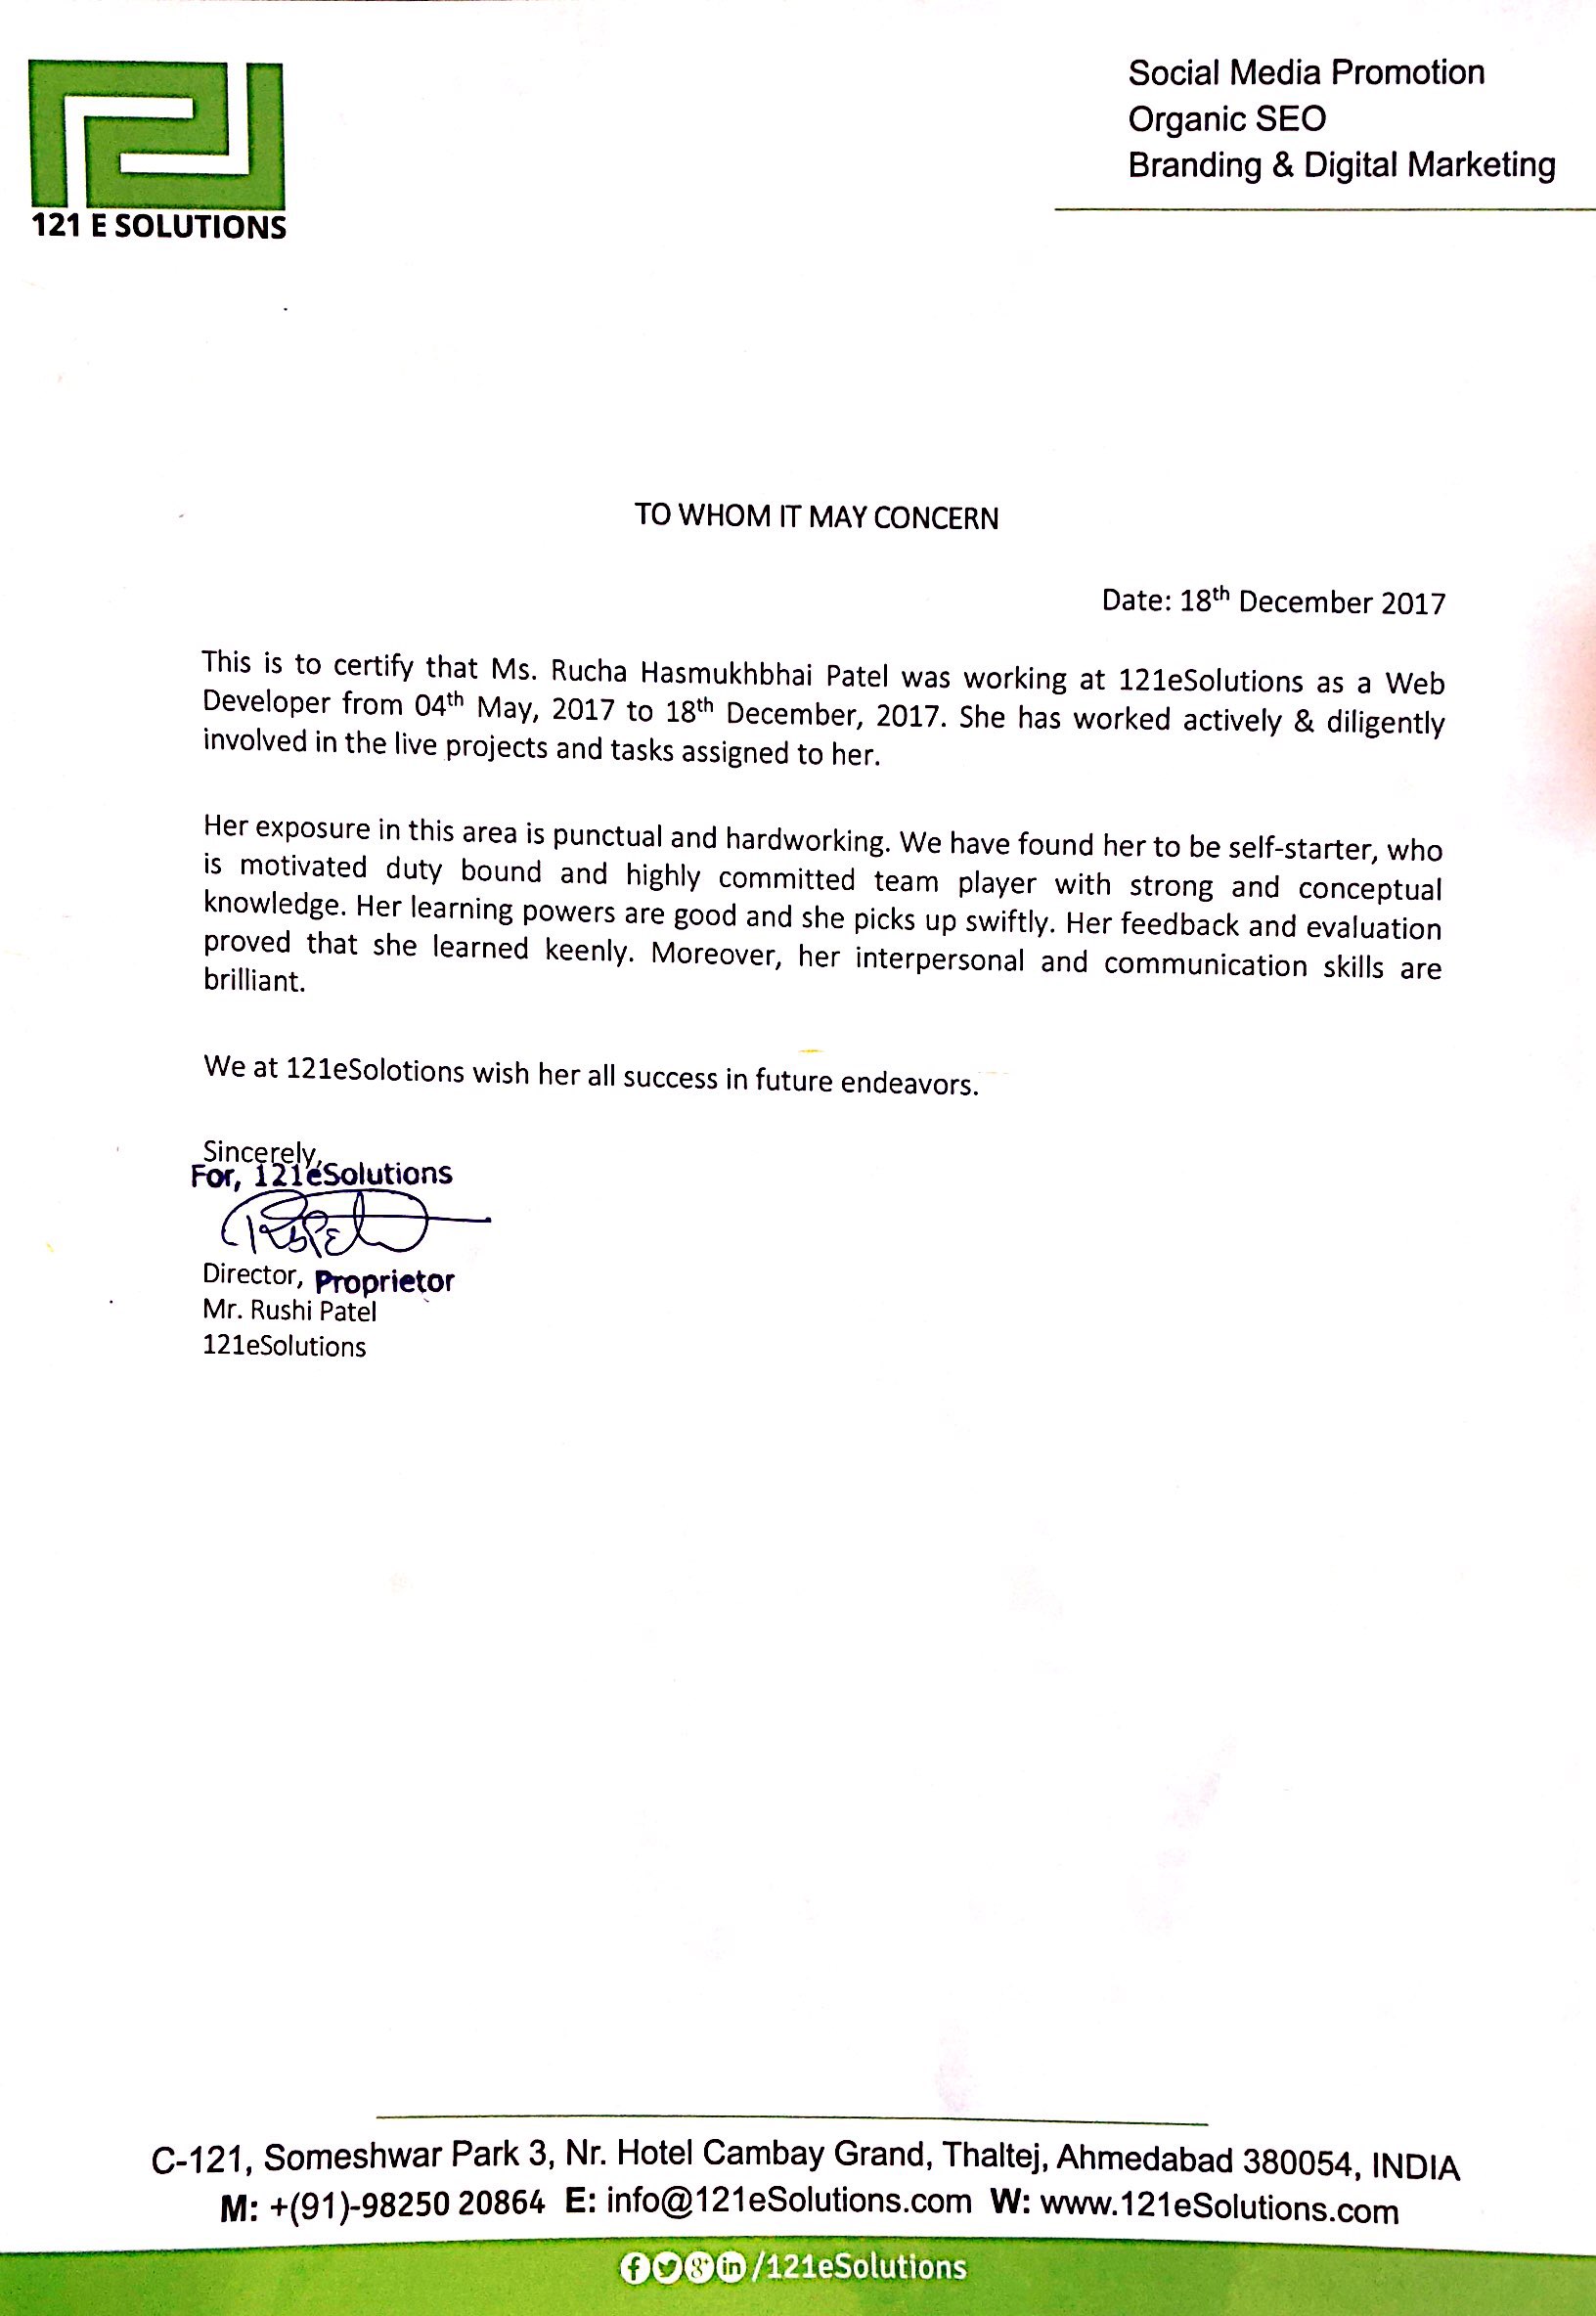 121 E SOLUTIONS
Social Media Promotion
Organic SEO
Branding & Digital Marketing
TO WHOM IT MAY CONCERN
Date: 18th December 2017
This is to certify that Ms. Rucha Hasmukhbhai Patel was working at 121eSolutions as a Web
Developer from 04th May, 2017 to 18th December, 2017. She has worked actively & diligently
involved in the live projects and tasks assigned to her.
Her exposure in this area is punctual and hardworking. We have found her to be self-starter, who
is motivated duty bound and highly committed team player with strong and conceptual
knowledge. Her learning powers are good and she picks up swiftly. Her feedback and evaluation
proved that she learned keenly. Moreover, her interpersonal and communication skills are
brilliant.
We at 121eSolotions wish her all success in future endeavors.
Sincerely,
For, 121eSolutions
Director, Proprietor
Mr. Rushi Patel
121eSolutions
C-121, Someshwar Park 3, Nr. Hotel Cambay Grand, Thaltej, Ahmedabad 380054, INDIA
M: +(91)-98250 20864 E: info@121eSolutions.com W: www.121eSolutions.com
/121eSolutions